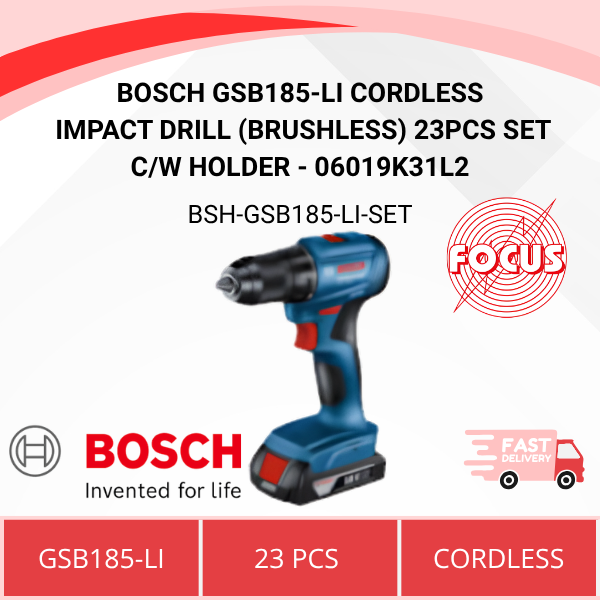 BOSCH GSB185-LI CORDLESS
IMPACT DRILL (BRUSHLESS) 23PCS SET
C/W HOLDER - 06019K31L2
BSH-GSB185-LI-SET
BOSCH
FOCUS
BOSCH
Invented for life
FAST
DELIVERY
GSB185-LI
23 PCS
CORDLESS